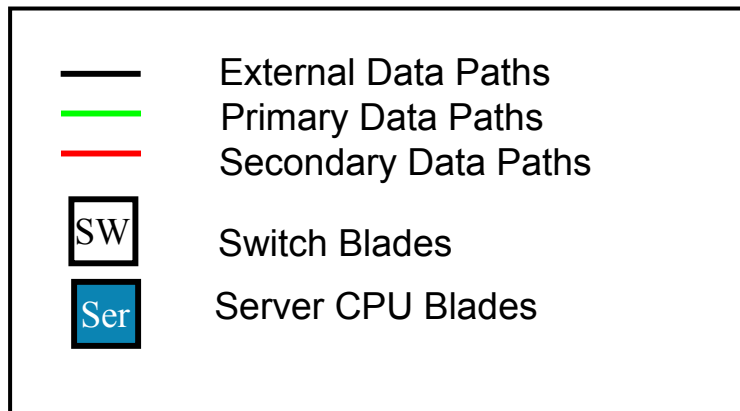 External Data Paths
Primary Data Paths
Secondary Data Paths
SW Switch Blades
Ser Server CPU Blades